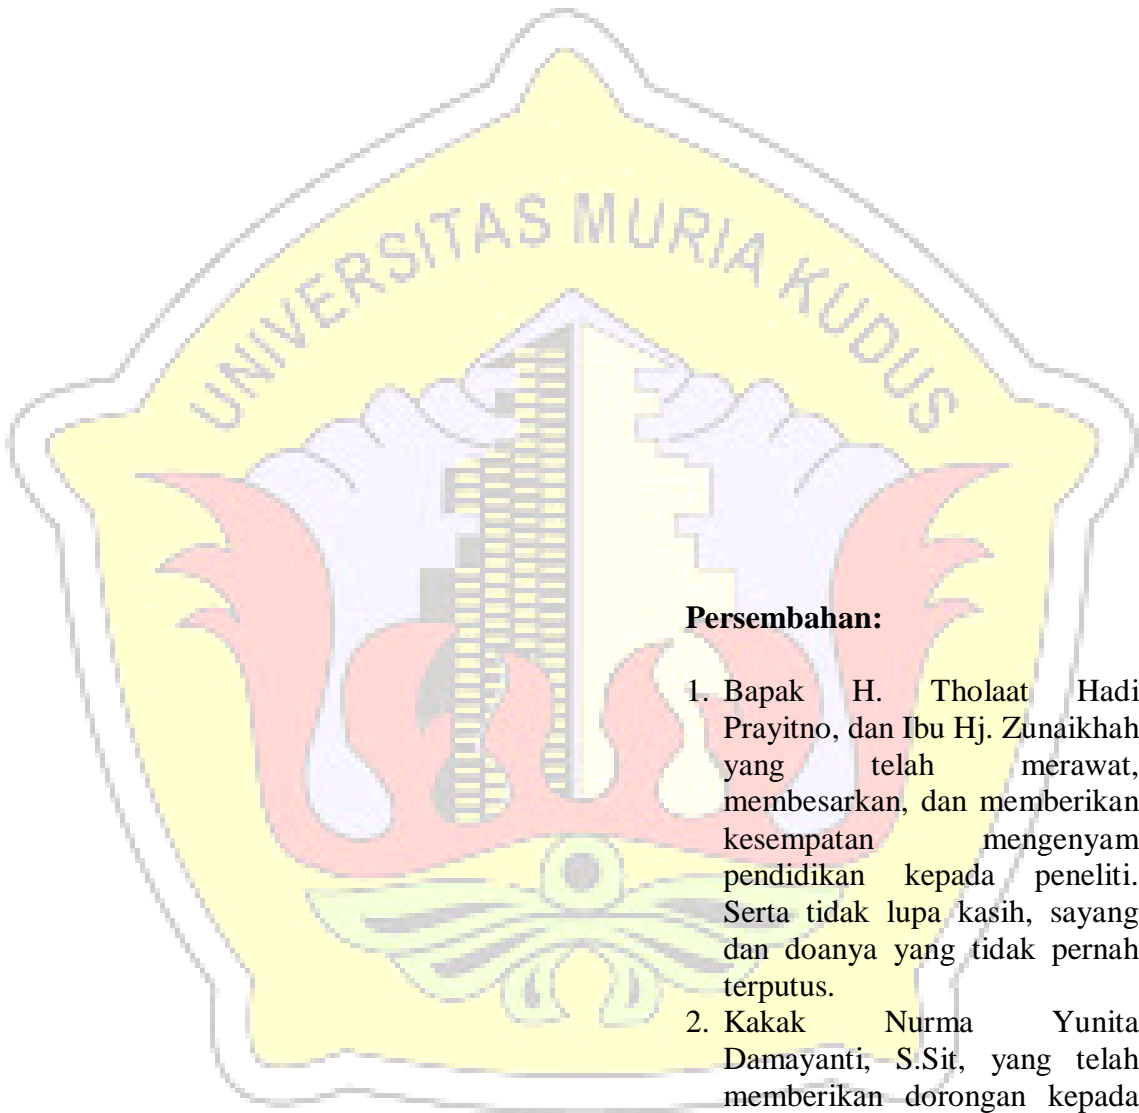 UNIVERSITAS MURIA KUDUS
Persembahan:
1. Bapak H. Tholaat Hadi
Prayitno, dan Ibu Hj. Zunaikhah
yang telah merawat,
membesarkan, dan memberikan
kesempatan mengenyam
pendidikan kepada peneliti.
Serta tidak lupa kasih, sayang
dan doanya yang tidak pernah
terputus.
2. Kakak Nurma Yunita
Damayanti, S.Sit, yang telah
memberikan dorongan kepada